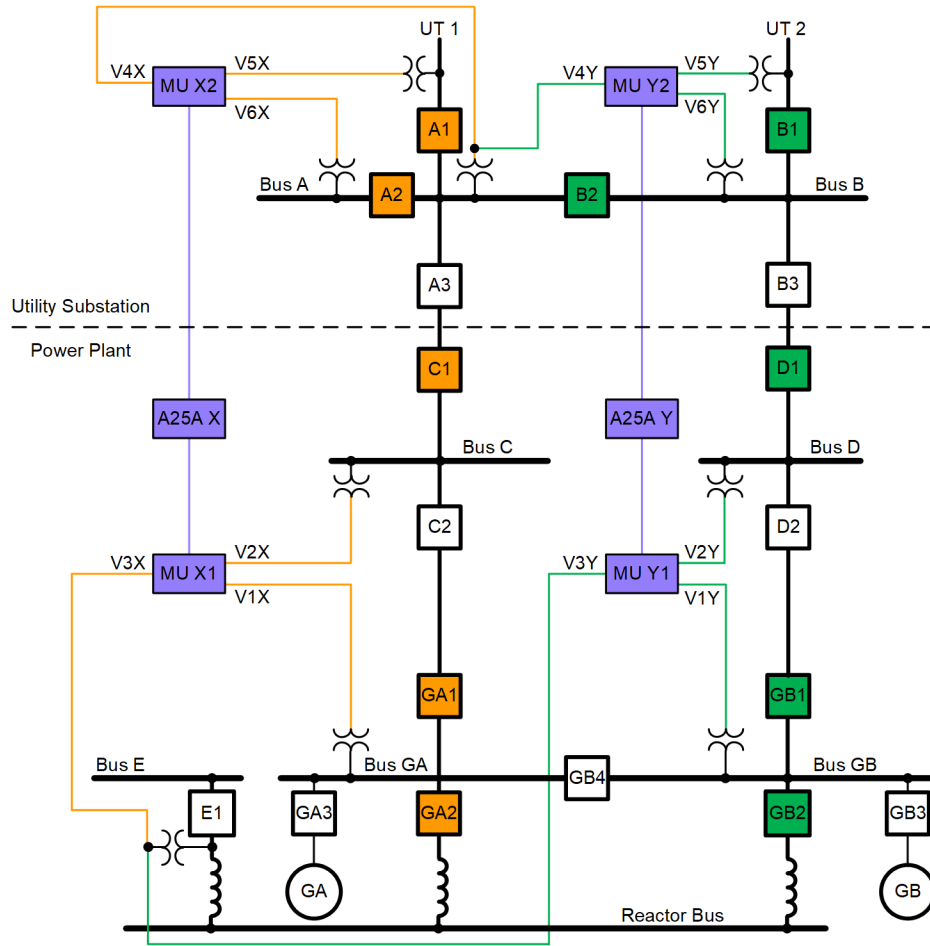 UT 1
UT 2
V4X
V5X
MU X2
V6X
V4Y
V5Y
MU Y2
V6Y
A1
B1
Bus A
A2
B2
Bus B
A3
B3
Utility Substation
Power Plant
C1
D1
A25A X
A25A Y
Bus C
Bus D
C2
D2
V3X
V2X
MU X1
V1X
V3Y
V2Y
MU Y1
V1Y
GA1
GB1
Bus E
Bus GA
GB4
Bus GB
E1
GA3
GA2
GB2
GB3
GA
GB
Reactor Bus